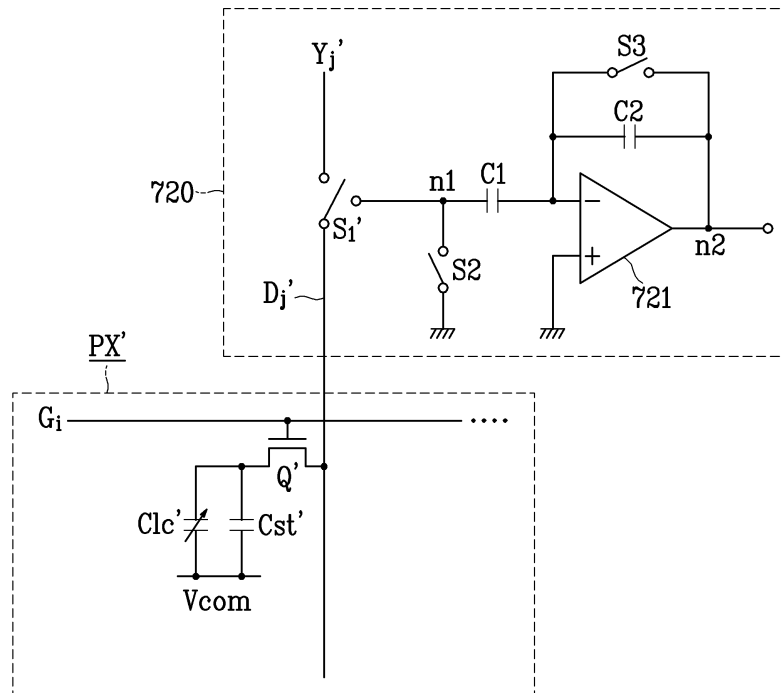 Yj'
S3
C2
720
n1
C1
S1'
−
S2
+
n2
Dj'
721
PX'
Gi
Q'
Clc'
Cst'
Vcom